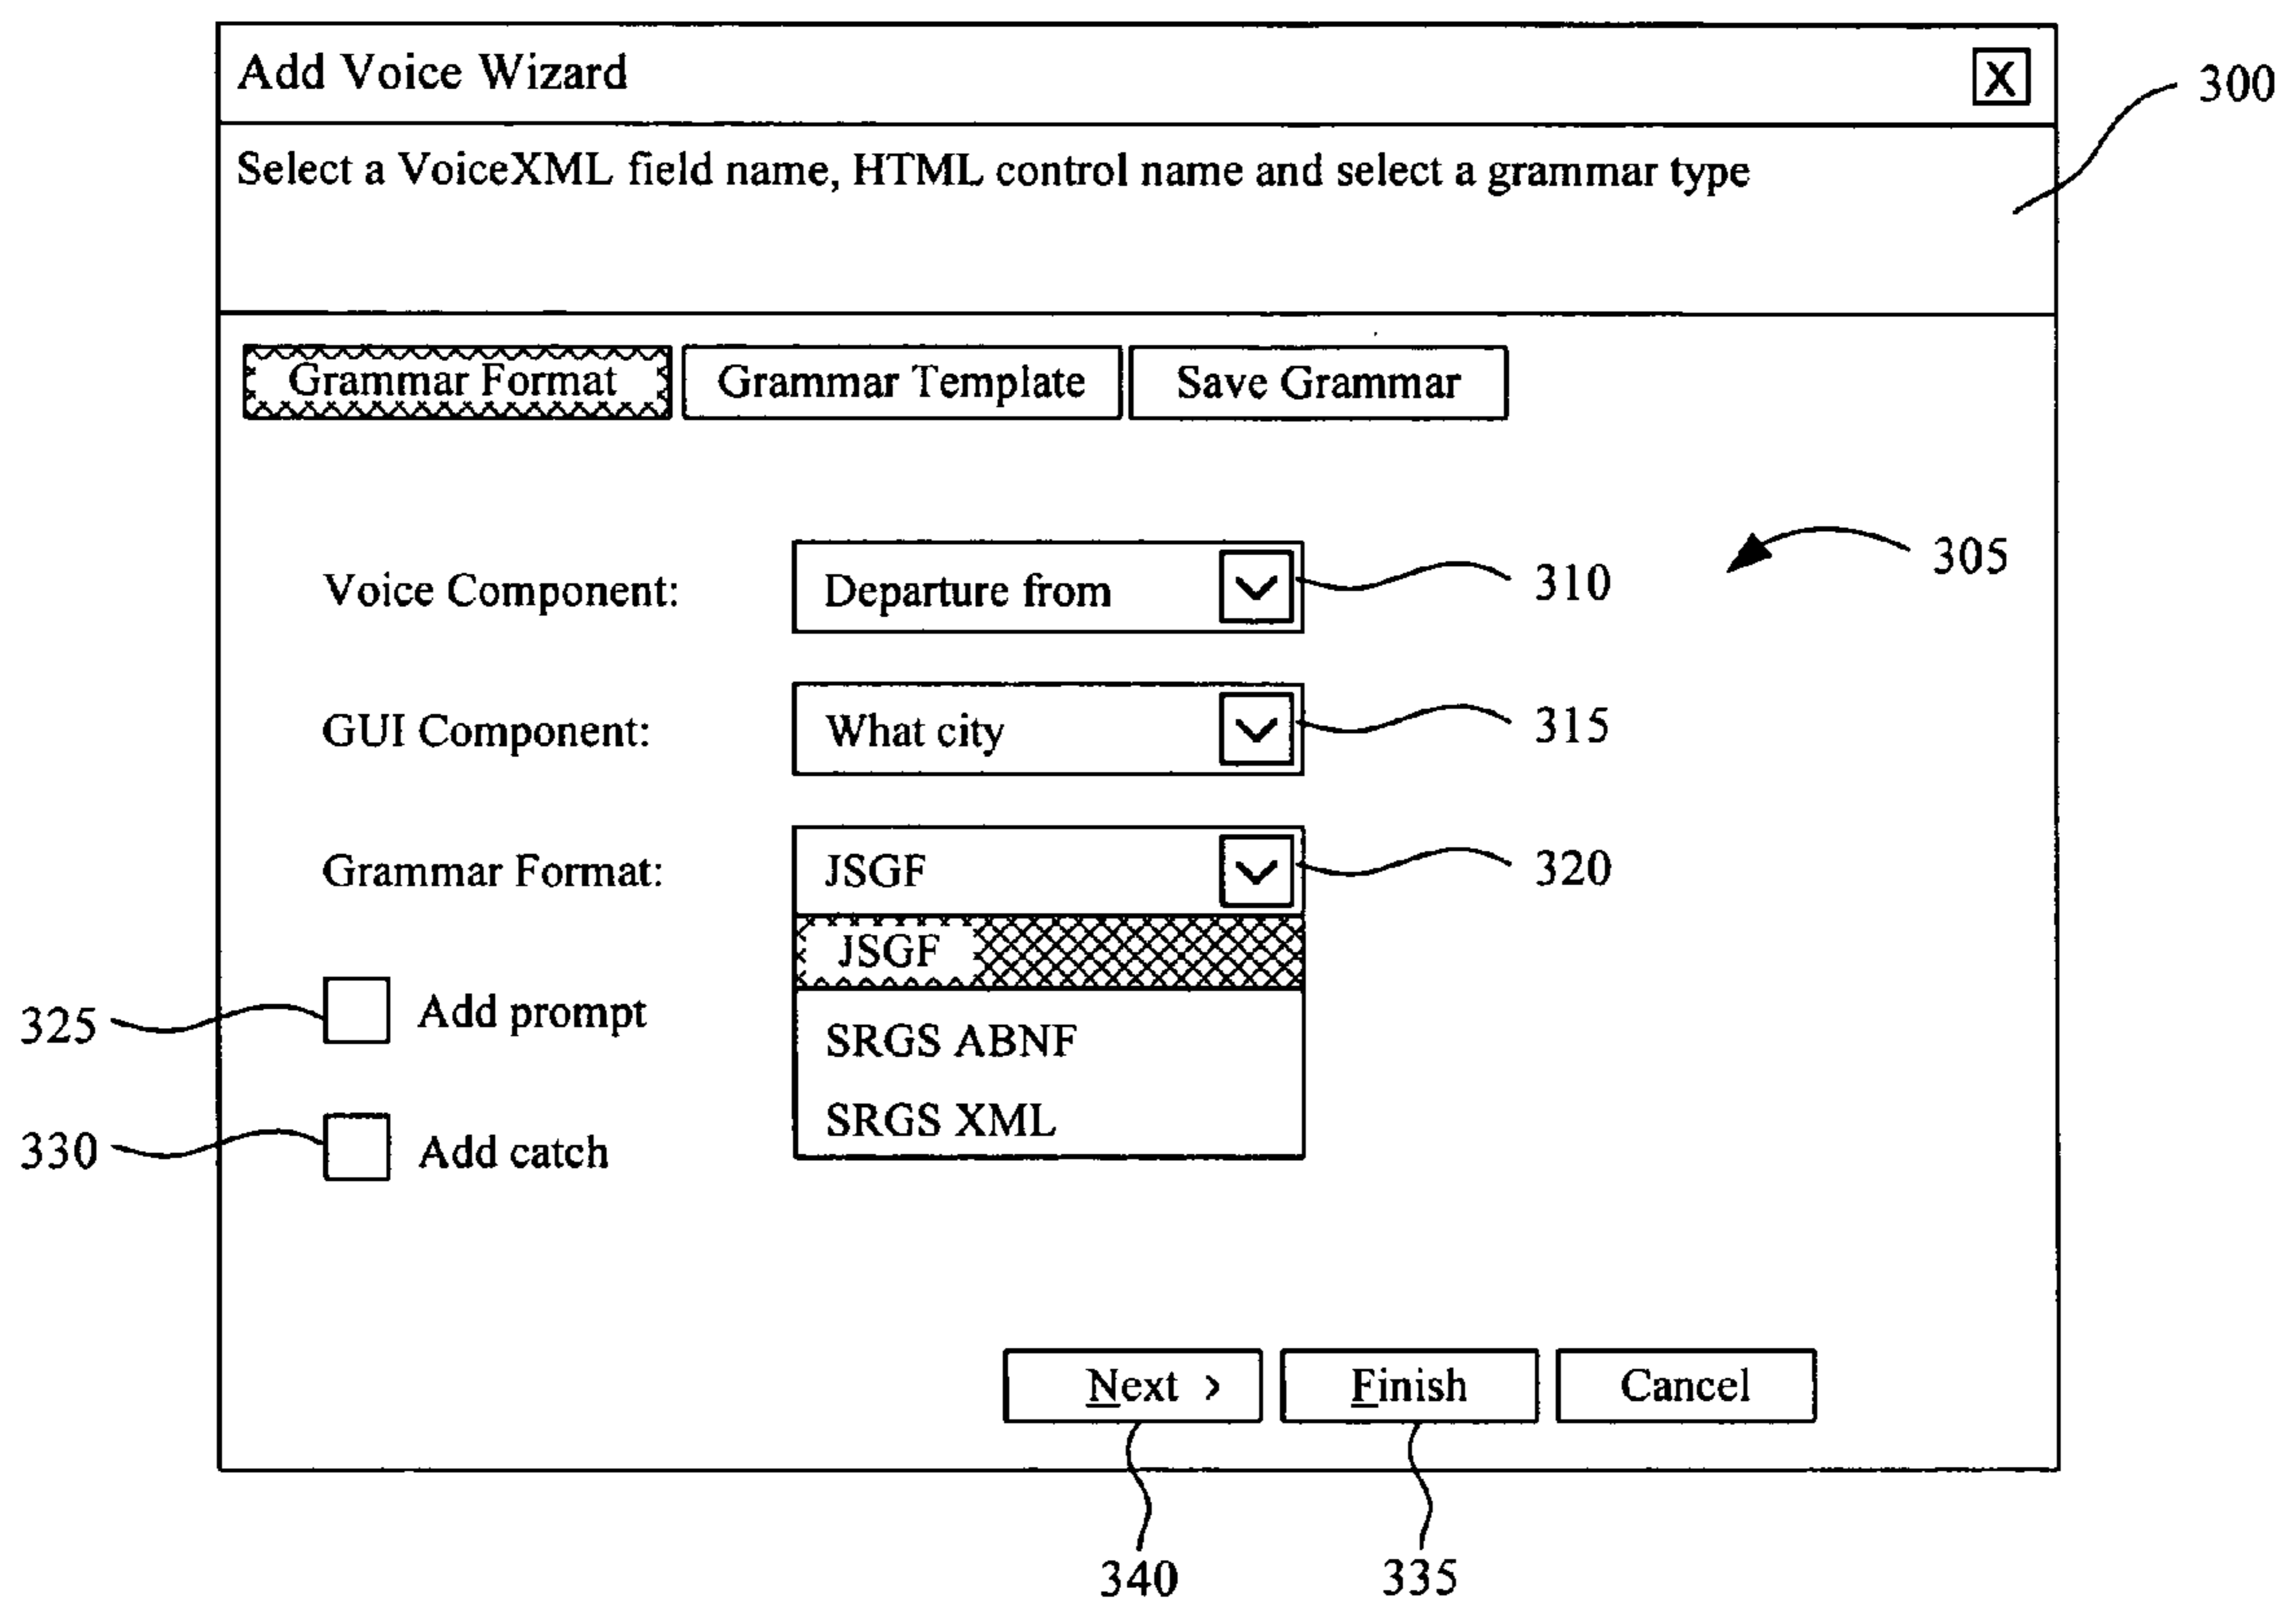 Add Voice Wizard X
300
Select a VoiceXML field name, HTML control name and select a grammar type
Grammar Format Grammar Template Save Grammar
305
Voice Component: Departure from 310
GUI Component: What city 315
Grammar Format: JSGF 320
JSGF
325 Add prompt
SRGS ABNF
SRGS XML
330 Add catch
Next > Finish Cancel
340 335